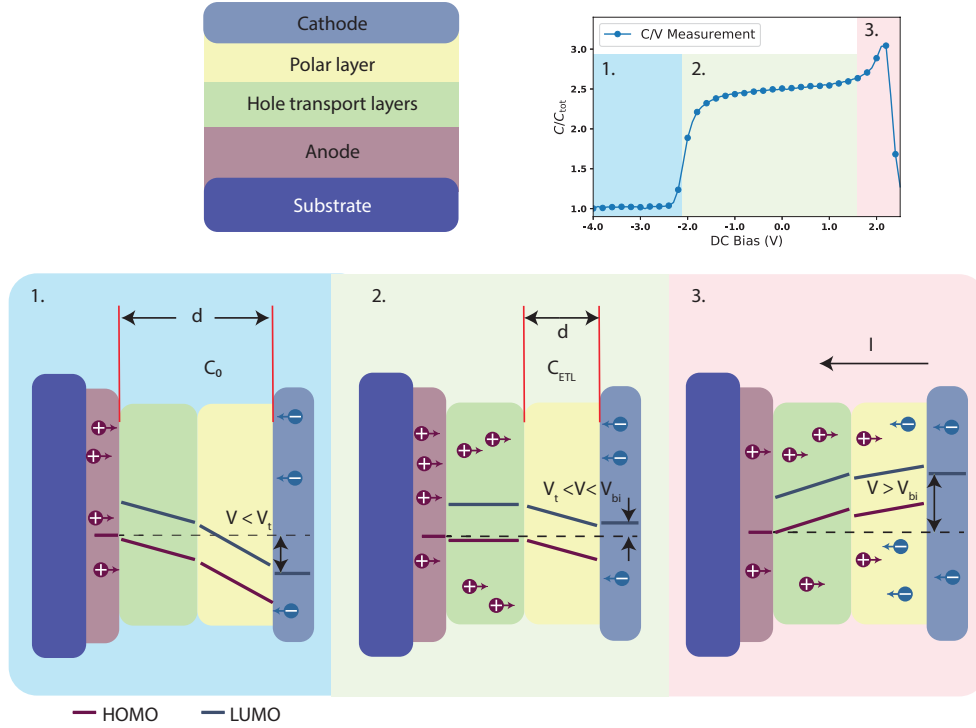 Cathode
Polar layer
Hole transport layers
Anode
Substrate
3.
C/V Measurement
1.
2.
3.0
2.5
2.0
1.5
1.0
C/C_tot
-4.0 -3.0 -2.0 -1.0 0.0 1.0 2.0
DC Bias (V)
1.
d
C_0
V < V_t
2.
d
C_ETL
V_t <V< V_bi
3.
I
V > V_bi
HOMO LUMO